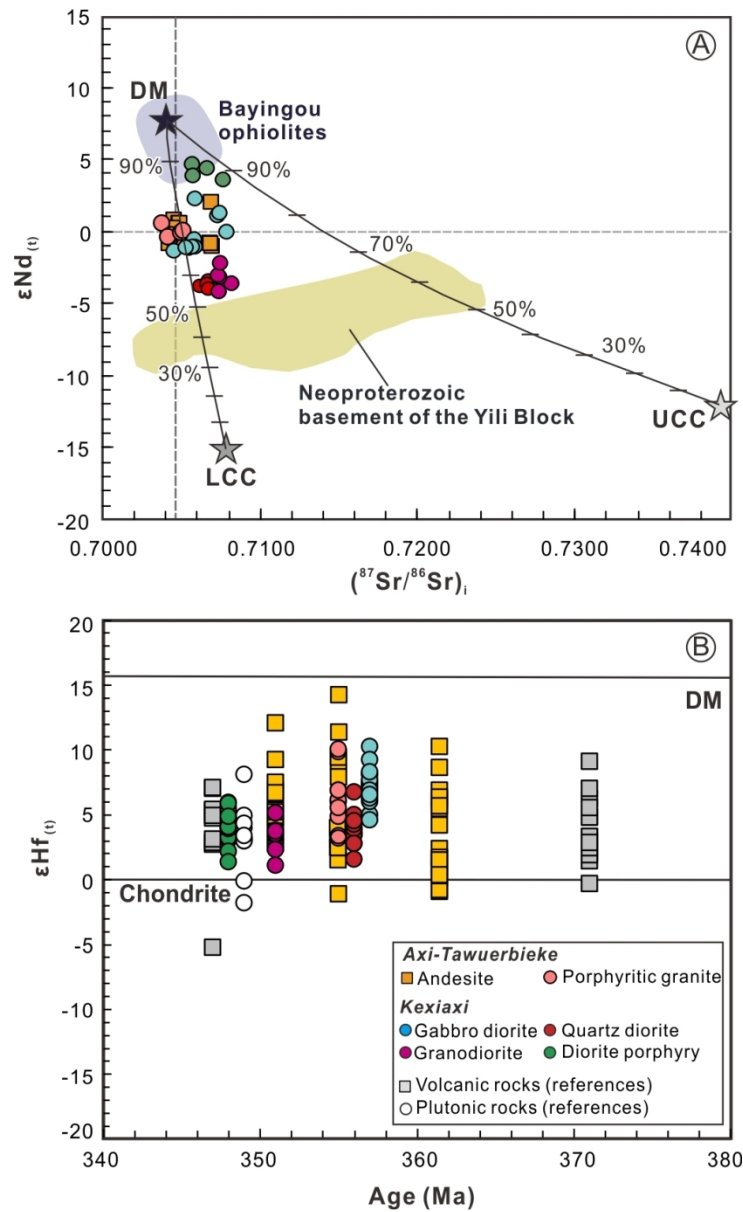 15
A
10
DM
Bayingou
ophiolites
5
90%
90%
εNd(t)
0
70%
-5
50%
50%
30%
30%
-10
Neoproterozoic
basement of the Yili Block
UCC
-15
LCC
-20
0.7000
0.7100
0.7200
0.7300
0.7400
(⁸⁷Sr/⁸⁶Sr)i
20
B
15
DM
10
5
εHf(t)
0
Chondrite
-5
Axi-Tawuerbieke
Andesite
Porphyritic granite
-10
Kexiaxi
Gabbro diorite
Quartz diorite
Granodiorite
Diorite porphyry
-15
Volcanic rocks (references)
Plutonic rocks (references)
-20
340
350
360
370
380
Age (Ma)